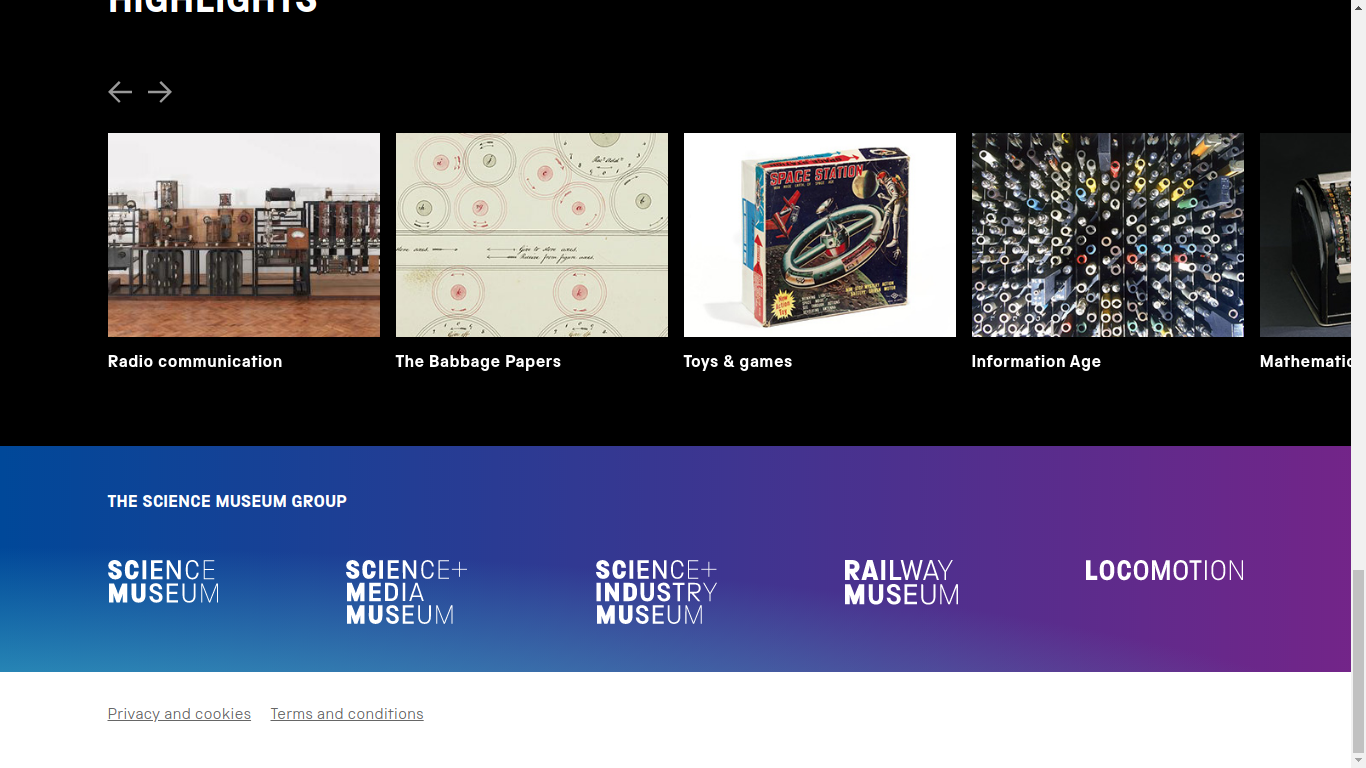 HIGHLIGHTS
SPACE STATION
Radio communication
The Babbage Papers
Toys & games
Information Age
THE SCIENCE MUSEUM GROUP
SCIENCE
MUSEUM
SCIENCE+
MEDIA
MUSEUM
SCIENCE+
INDUSTRY
MUSEUM
RAILWAY
MUSEUM
LOCOMOTION
Privacy and cookies
Terms and conditions